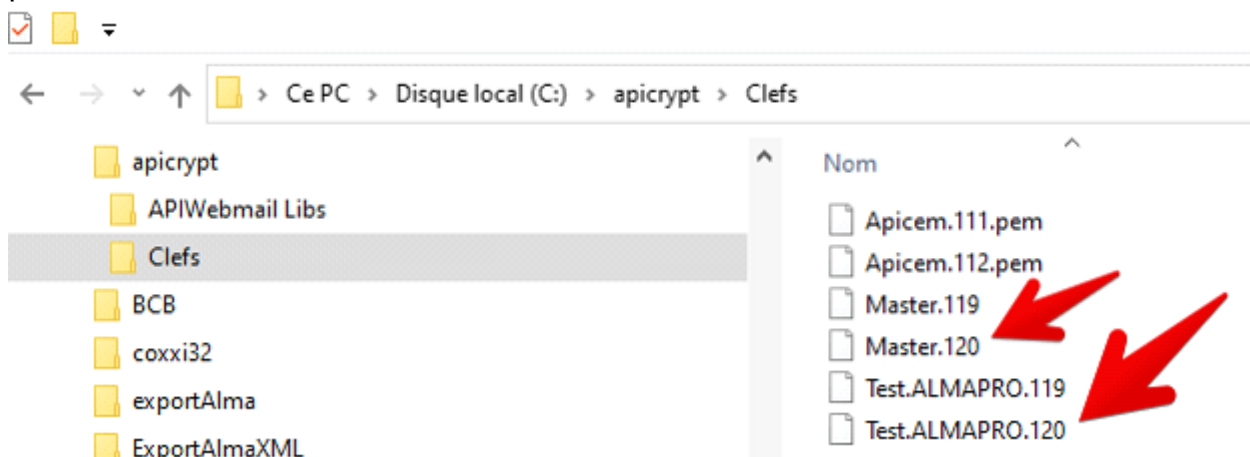 Ce PC > Disque local (C:) > apicrypt > Clefs
apicrypt
APIWebmail Libs
Clefs
BCB
coxxi32
exportAlma
ExportAlmaXML
Nom
Apicem.111.pem
Apicem.112.pem
Master.119
Master.120
Test.ALMAPRO.119
Test.ALMAPRO.120